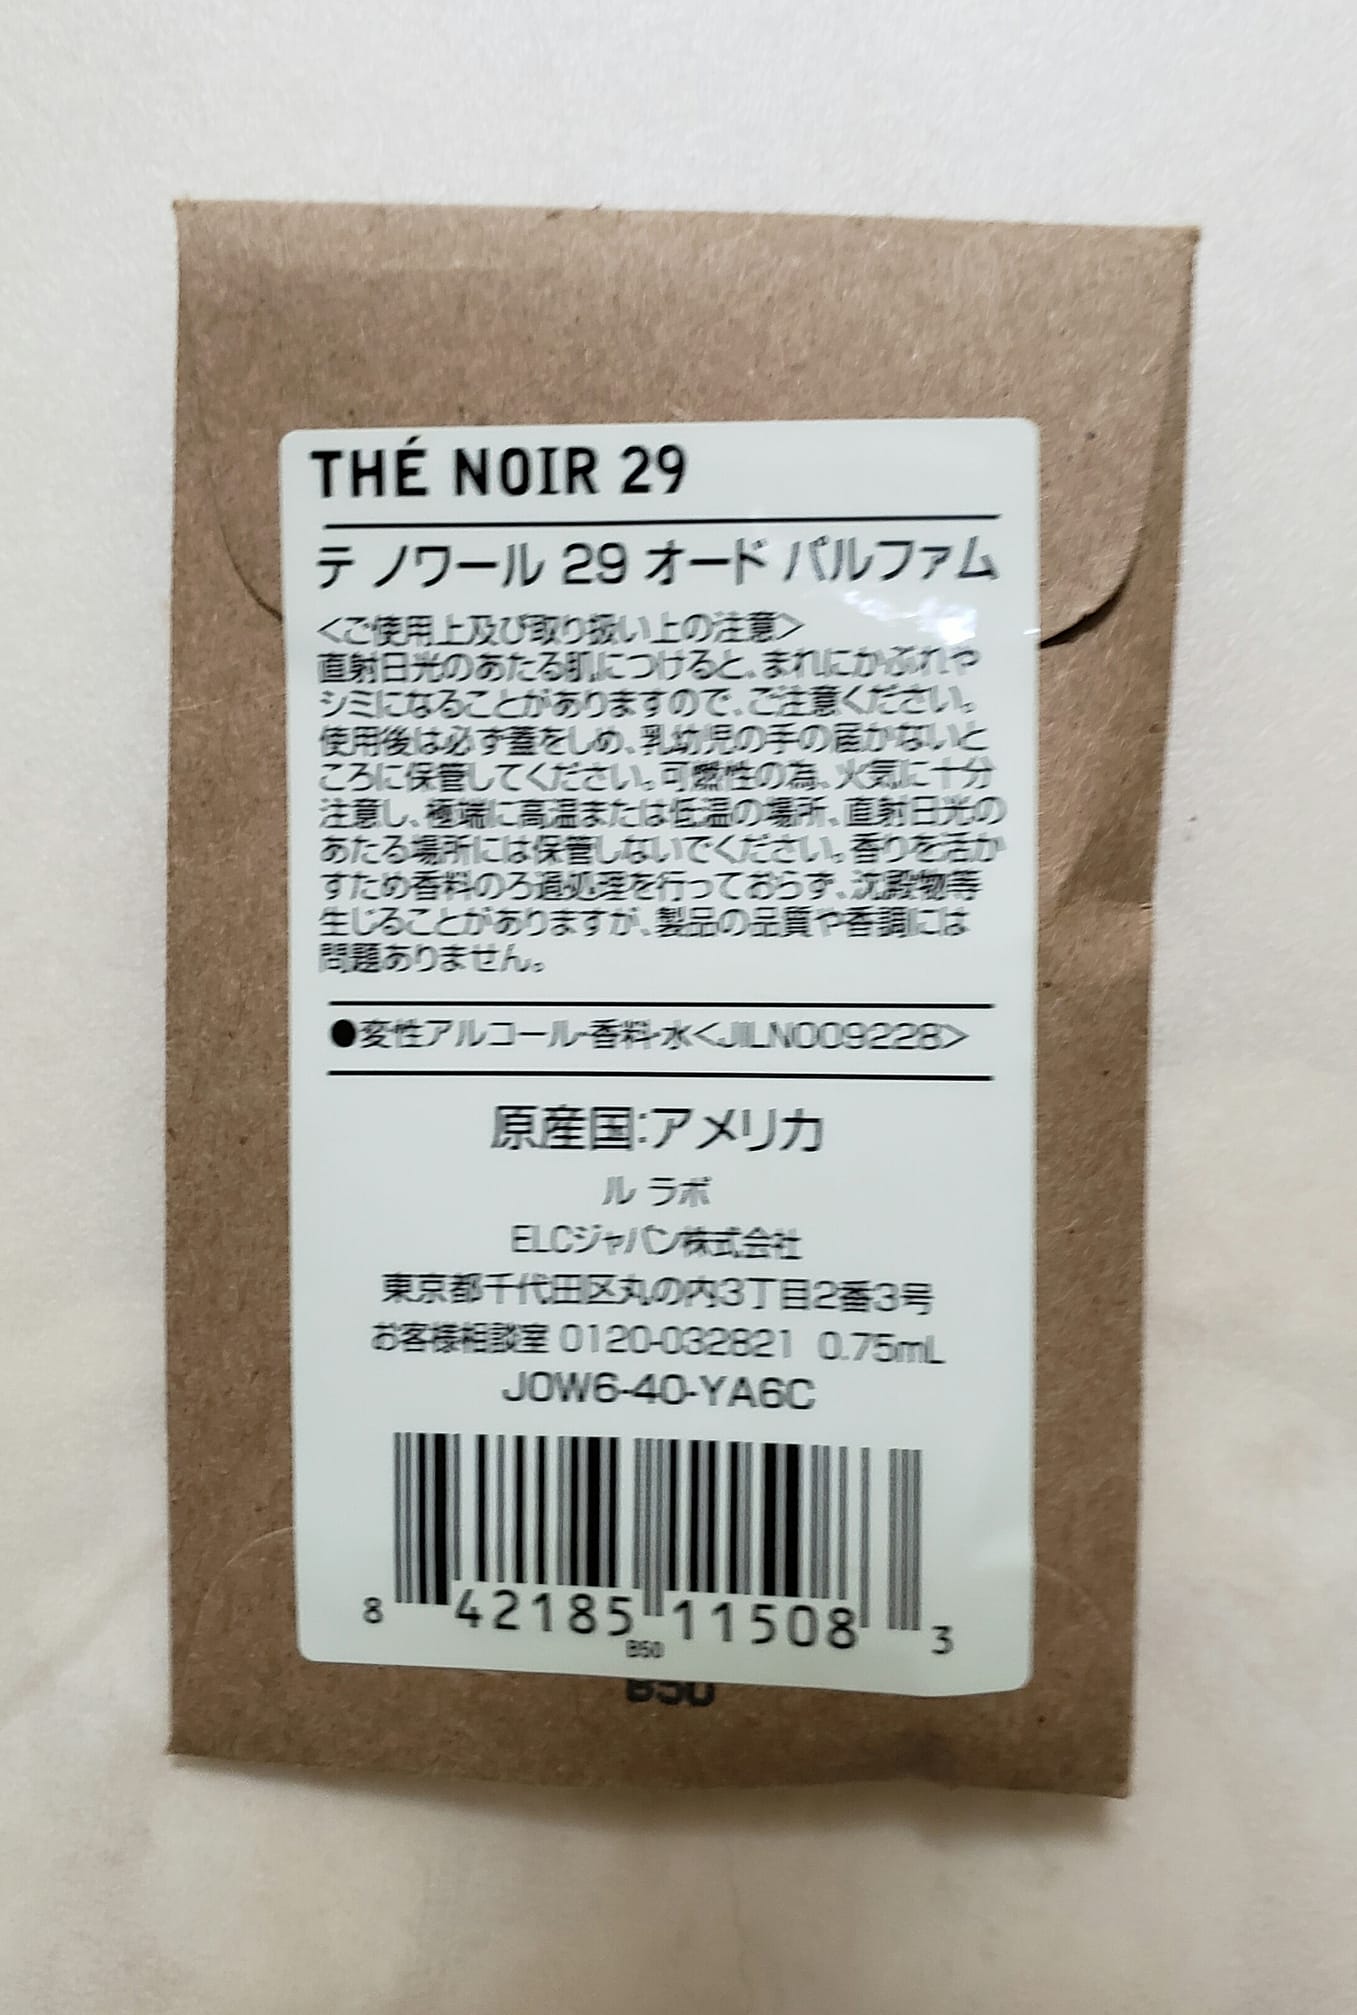 THÉ NOIR 29
テ ノワール 29 オード パルファム
<ご使用上及び取り扱い上の注意>
直射日光のあたる肌につけると、まれにかぶれや
シミになることがありますので、ご注意ください。
使用後は必ず蓋をしめ、乳幼児の手の届かないと
ころに保管してください。可燃性の為、火気に十分
注意し、極端に高温または低温の場所、直射日光の
あたる場所には保管しないでください。香りを活か
すため香料のろ過処理を行っておらず、沈殿物等
生じることがありますが、製品の品質や香調には
問題ありません。
●変性アルコール・香料・水<JILN009228>
原産国:アメリカ
ル ラボ
ELCジャパン株式会社
東京都千代田区丸の内3丁目2番3号
お客様相談室 0120-032821 0.75mL
J0W6-40-YA6C
8 42185 11508 3
B50
B50